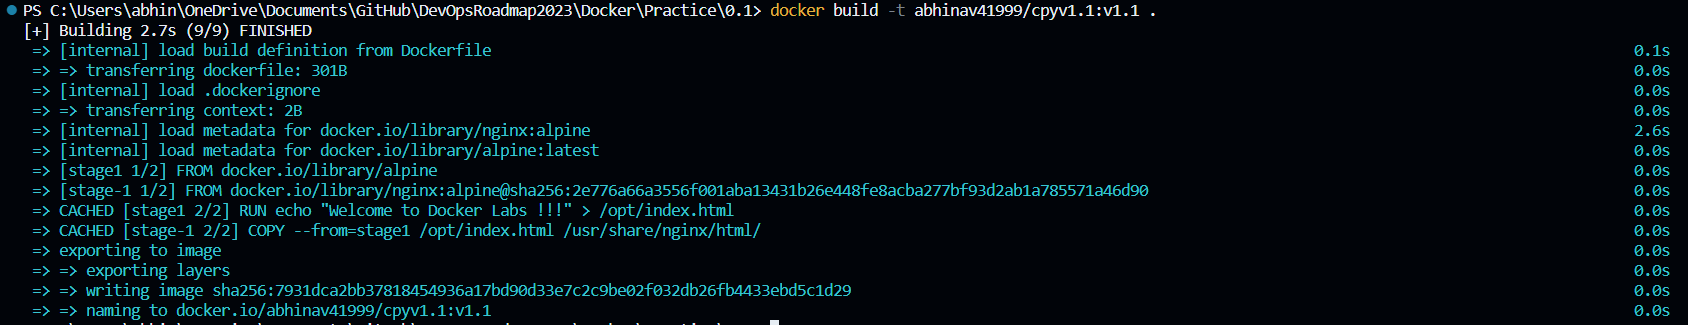 PS C:\Users\abhin\OneDrive\Documents\GitHub\DevOpsRoadmap2023\Docker\Practice\0.1> docker build -t abhinav41999/cpyv1.1:v1.1 .
[+] Building 2.7s (9/9) FINISHED
=> [internal] load build definition from Dockerfile 0.1s
=> => transferring dockerfile: 301B 0.0s
=> [internal] load .dockerignore 0.0s
=> => transferring context: 2B 0.0s
=> [internal] load metadata for docker.io/library/nginx:alpine 2.6s
=> [internal] load metadata for docker.io/library/alpine:latest 0.0s
=> [stage1 1/2] FROM docker.io/library/alpine 0.0s
=> [stage-1 1/2] FROM docker.io/library/nginx:alpine@sha256:2e776a66a3556f001aba13431b26e448fe8acba277bf93d2ab1a785571a46d90 0.0s
=> CACHED [stage1 2/2] RUN echo "Welcome to Docker Labs !!!" > /opt/index.html 0.0s
=> CACHED [stage-1 2/2] COPY --from=stage1 /opt/index.html /usr/share/nginx/html/ 0.0s
=> exporting to image 0.0s
=> => exporting layers 0.0s
=> => writing image sha256:7931dca2bb37818454936a17bd90d33e7c2c9be02f032db26fb4433ebd5c1d29 0.0s
=> => naming to docker.io/abhinav41999/cpyv1.1:v1.1 0.0s